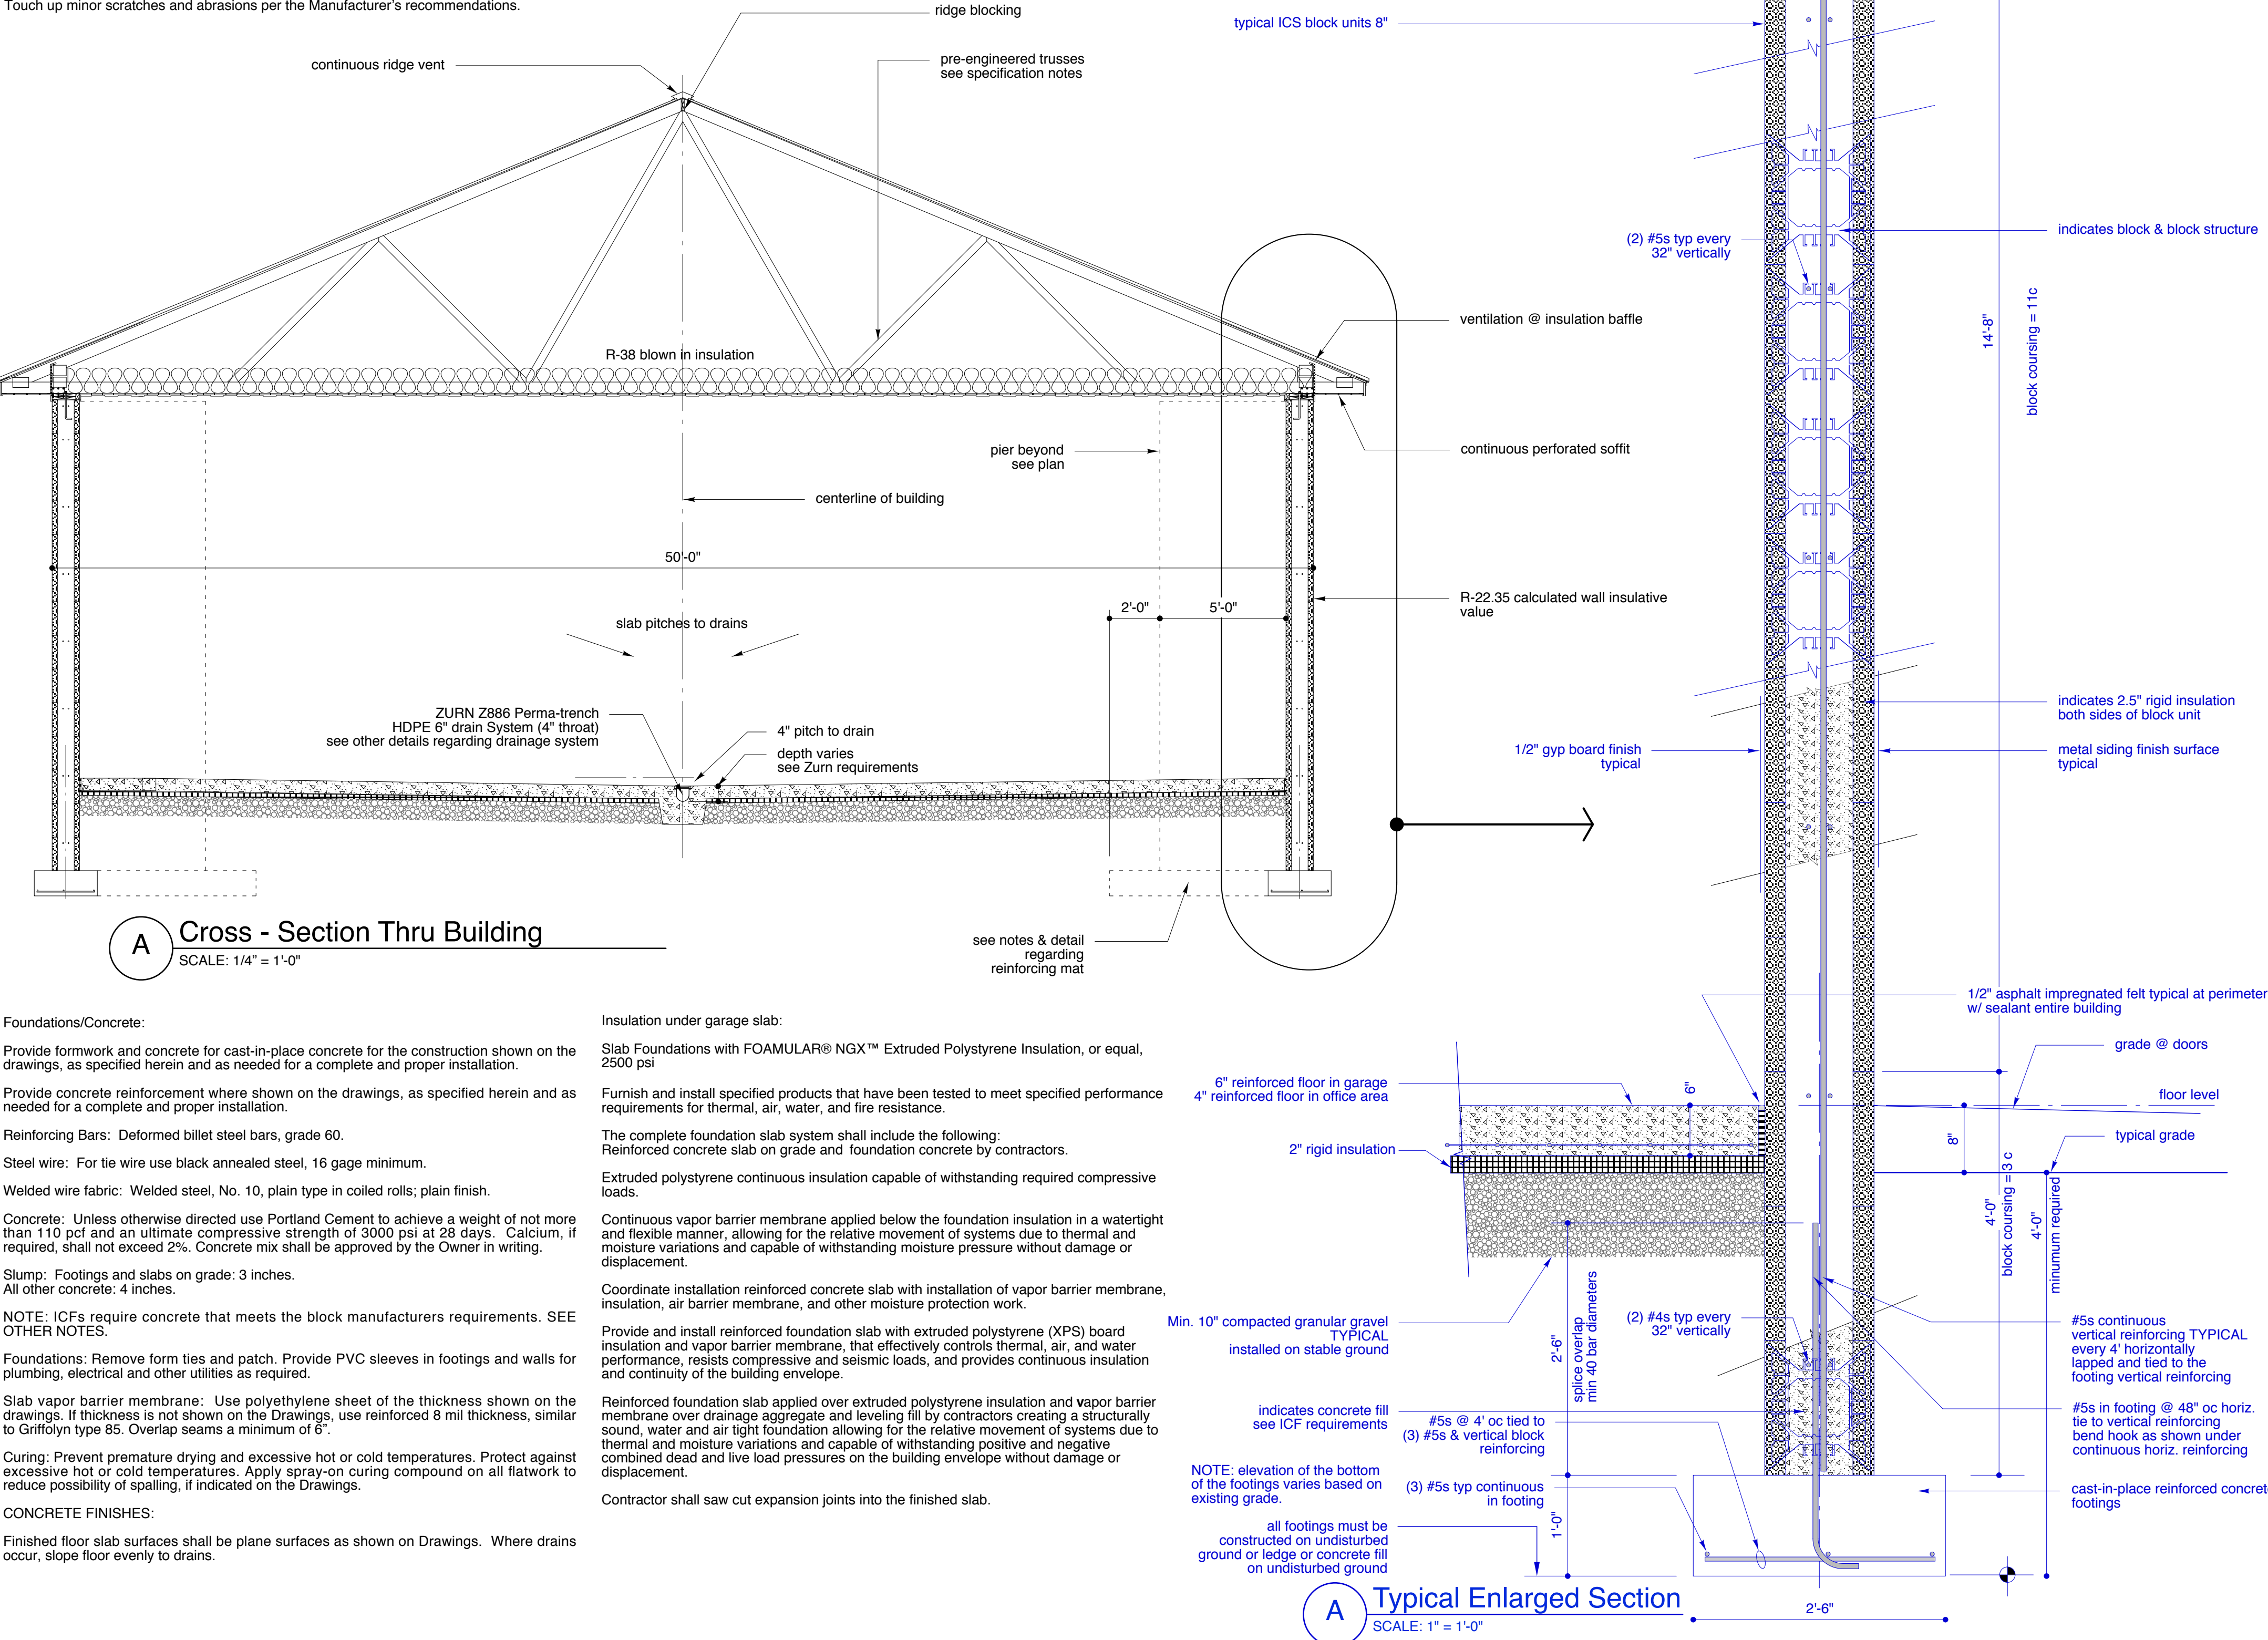 Touch up minor scratches and abrasions per the Manufacturer's recommendations.
ridge blocking
continuous ridge vent
pre-engineered trusses
see specification notes
R-38 blown in insulation
ventilation @ insulation baffle
continuous perforated soffit
pier beyond
see plan
centerline of building
50'-0"
2'-0"
5'-0"
R-22.35 calculated wall insulative
value
slab pitches to drains
ZURN Z886 Perma-trench
HDPE 6" drain System (4" throat)
see other details regarding drainage system
4" pitch to drain
depth varies
see Zurn requirements
see notes & detail
regarding
reinforcing mat
A
Cross - Section Thru Building
SCALE: 1/4” = 1'-0"
Foundations/Concrete:
Provide formwork and concrete for cast-in-place concrete for the construction shown on the
drawings, as specified herein and as needed for a complete and proper installation.
Provide concrete reinforcement where shown on the drawings, as specified herein and as
needed for a complete and proper installation.
Reinforcing Bars: Deformed billet steel bars, grade 60.
Steel wire: For tie wire use black annealed steel, 16 gage minimum.
Welded wire fabric: Welded steel, No. 10, plain type in coiled rolls; plain finish.
Concrete: Unless otherwise directed use Portland Cement to achieve a weight of not more
than 110 pcf and an ultimate compressive strength of 3000 psi at 28 days. Calcium, if
required, shall not exceed 2%. Concrete mix shall be approved by the Owner in writing.
Slump: Footings and slabs on grade: 3 inches.
All other concrete: 4 inches.
NOTE: ICFs require concrete that meets the block manufacturers requirements. SEE
OTHER NOTES.
Foundations: Remove form ties and patch. Provide PVC sleeves in footings and walls for
plumbing, electrical and other utilities as required.
Slab vapor barrier membrane: Use polyethylene sheet of the thickness shown on the
drawings. If thickness is not shown on the Drawings, use reinforced 8 mil thickness, similar
to Griffolyn type 85. Overlap seams a minimum of 6”.
Curing: Prevent premature drying and excessive hot or cold temperatures. Protect against
excessive hot or cold temperatures. Apply spray-on curing compound on all flatwork to
reduce possibility of spalling, if indicated on the Drawings.
CONCRETE FINISHES:
Finished floor slab surfaces shall be plane surfaces as shown on Drawings. Where drains
occur, slope floor evenly to drains.
Insulation under garage slab:
Slab Foundations with FOAMULAR® NGX™ Extruded Polystyrene Insulation, or equal,
2500 psi
Furnish and install specified products that have been tested to meet specified performance
requirements for thermal, air, water, and fire resistance.
The complete foundation slab system shall include the following:
Reinforced concrete slab on grade and foundation concrete by contractors.
Extruded polystyrene continuous insulation capable of withstanding required compressive
loads.
Continuous vapor barrier membrane applied below the foundation insulation in a watertight
and flexible manner, allowing for the relative movement of systems due to thermal and
moisture variations and capable of withstanding moisture pressure without damage or
displacement.
Coordinate installation reinforced concrete slab with installation of vapor barrier membrane,
insulation, air barrier membrane, and other moisture protection work.
Provide and install reinforced foundation slab with extruded polystyrene (XPS) board
insulation and vapor barrier membrane, that effectively controls thermal, air, and water
performance, resists compressive and seismic loads, and provides continuous insulation
and continuity of the building envelope.
Reinforced foundation slab applied over extruded polystyrene insulation and vapor barrier
membrane over drainage aggregate and leveling fill by contractors creating a structurally
sound, water and air tight foundation allowing for the relative movement of systems due to
thermal and moisture variations and capable of withstanding positive and negative
combined dead and live load pressures on the building envelope without damage or
displacement.
Contractor shall saw cut expansion joints into the finished slab.
typical ICS block units 8"
(2) #5s typ every
32" vertically
indicates block & block structure
14'-8"
block coursing = 11c
indicates 2.5" rigid insulation
both sides of block unit
1/2" gyp board finish
typical
metal siding finish surface
typical
1/2" asphalt impregnated felt typical at perimeter
w/ sealant entire building
grade @ doors
6" reinforced floor in garage
4" reinforced floor in office area
6"
floor level
2" rigid insulation
8"
typical grade
4'-0"
block coursing = 3 c
4'-0"
minumum required
Min. 10" compacted granular gravel
TYPICAL
installed on stable ground
2'-6"
splice overlap
min 40 bar diameters
(2) #4s typ every
32" vertically
#5s continuous
vertical reinforcing TYPICAL
every 4' horizontally
lapped and tied to the
footing vertical reinforcing
indicates concrete fill
see ICF requirements
#5s @ 4' oc tied to
(3) #5s & vertical block
reinforcing
#5s in footing @ 48" oc horiz.
tie to vertical reinforcing
bend hook as shown under
continuous horiz. reinforcing
NOTE: elevation of the bottom
of the footings varies based on
existing grade.
(3) #5s typ continuous
in footing
cast-in-place reinforced concret
footings
1'-0"
all footings must be
constructed on undisturbed
ground or ledge or concrete fill
on undisturbed ground
A
Typical Enlarged Section
SCALE: 1" = 1'-0"
2'-6"